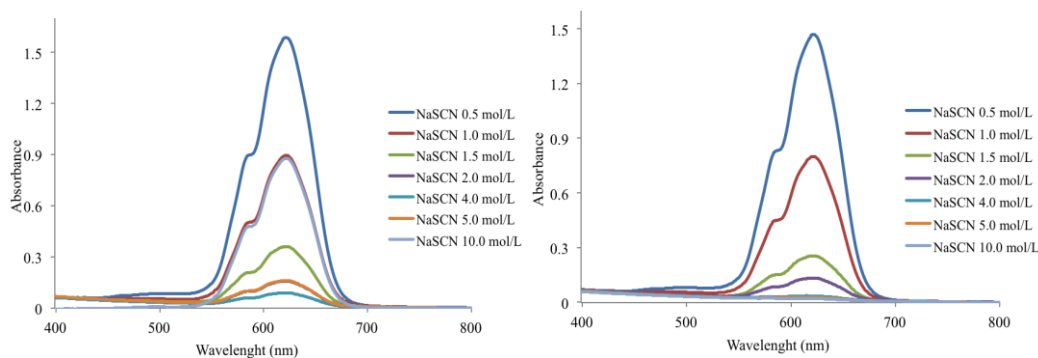 1.5
1.2
0.9
0.6
0.3
0
Absorbance
400
500
600
700
800
Wavelenght (nm)
NaSCN 0.5 mol/L
NaSCN 1.0 mol/L
NaSCN 1.5 mol/L
NaSCN 2.0 mol/L
NaSCN 4.0 mol/L
NaSCN 5.0 mol/L
NaSCN 10.0 mol/L
1.5
1.2
0.9
0.6
0.3
0
Absorbance
400
500
600
700
800
Wavelenght (nm)
NaSCN 0.5 mol/L
NaSCN 1.0 mol/L
NaSCN 1.5 mol/L
NaSCN 2.0 mol/L
NaSCN 4.0 mol/L
NaSCN 5.0 mol/L
NaSCN 10.0 mol/L